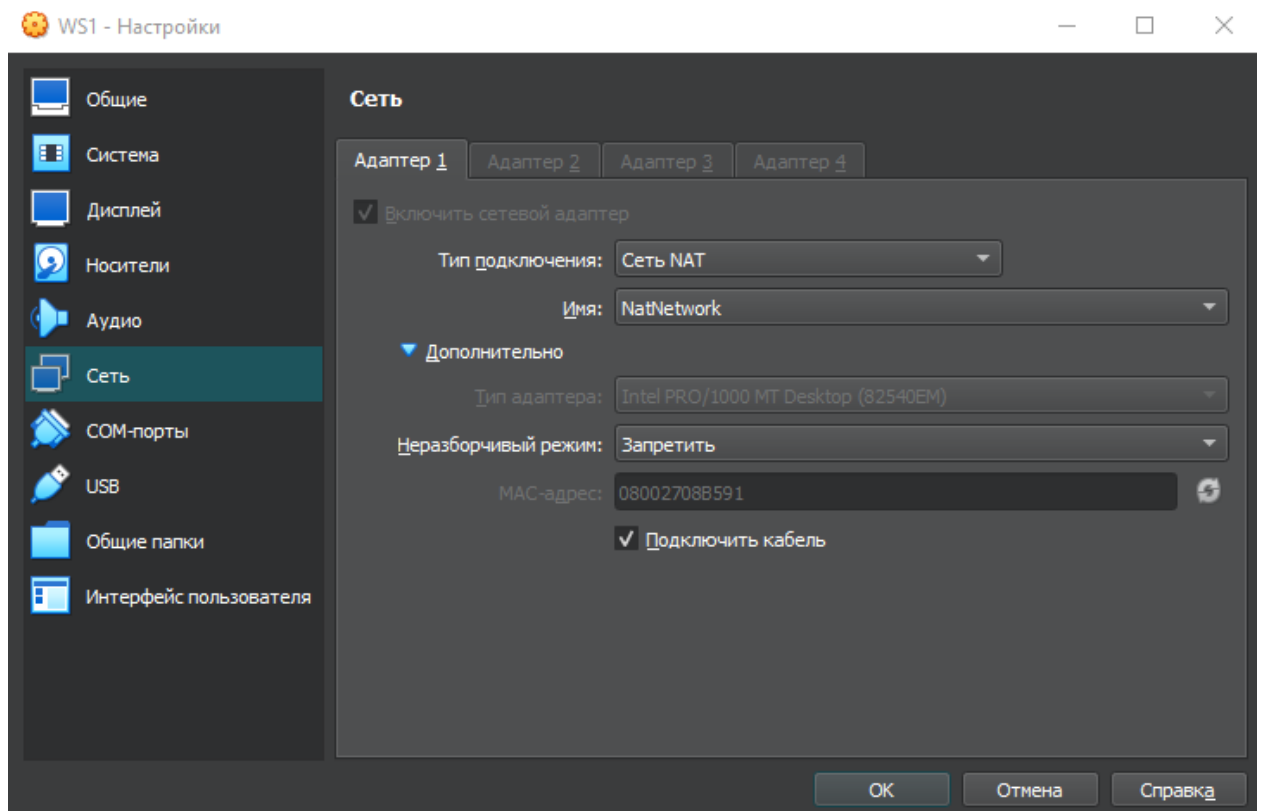 WS1 - Настройки
Общие
Система
Дисплей
Носители
Аудио
Сеть
COM-порты
USB
Общие папки
Интерфейс пользователя
Сеть
Адаптер 1 Адаптер 2 Адаптер 3 Адаптер 4
Включить сетевой адаптер
Тип подключения: Сеть NAT
Имя: NatNetwork
Дополнительно
Тип адаптера: Intel PRO/1000 MT Desktop (82540EM)
Неразборчивый режим: Запретить
MAC-адрес: 08002708B591
Подключить кабель
OK Отмена Справка